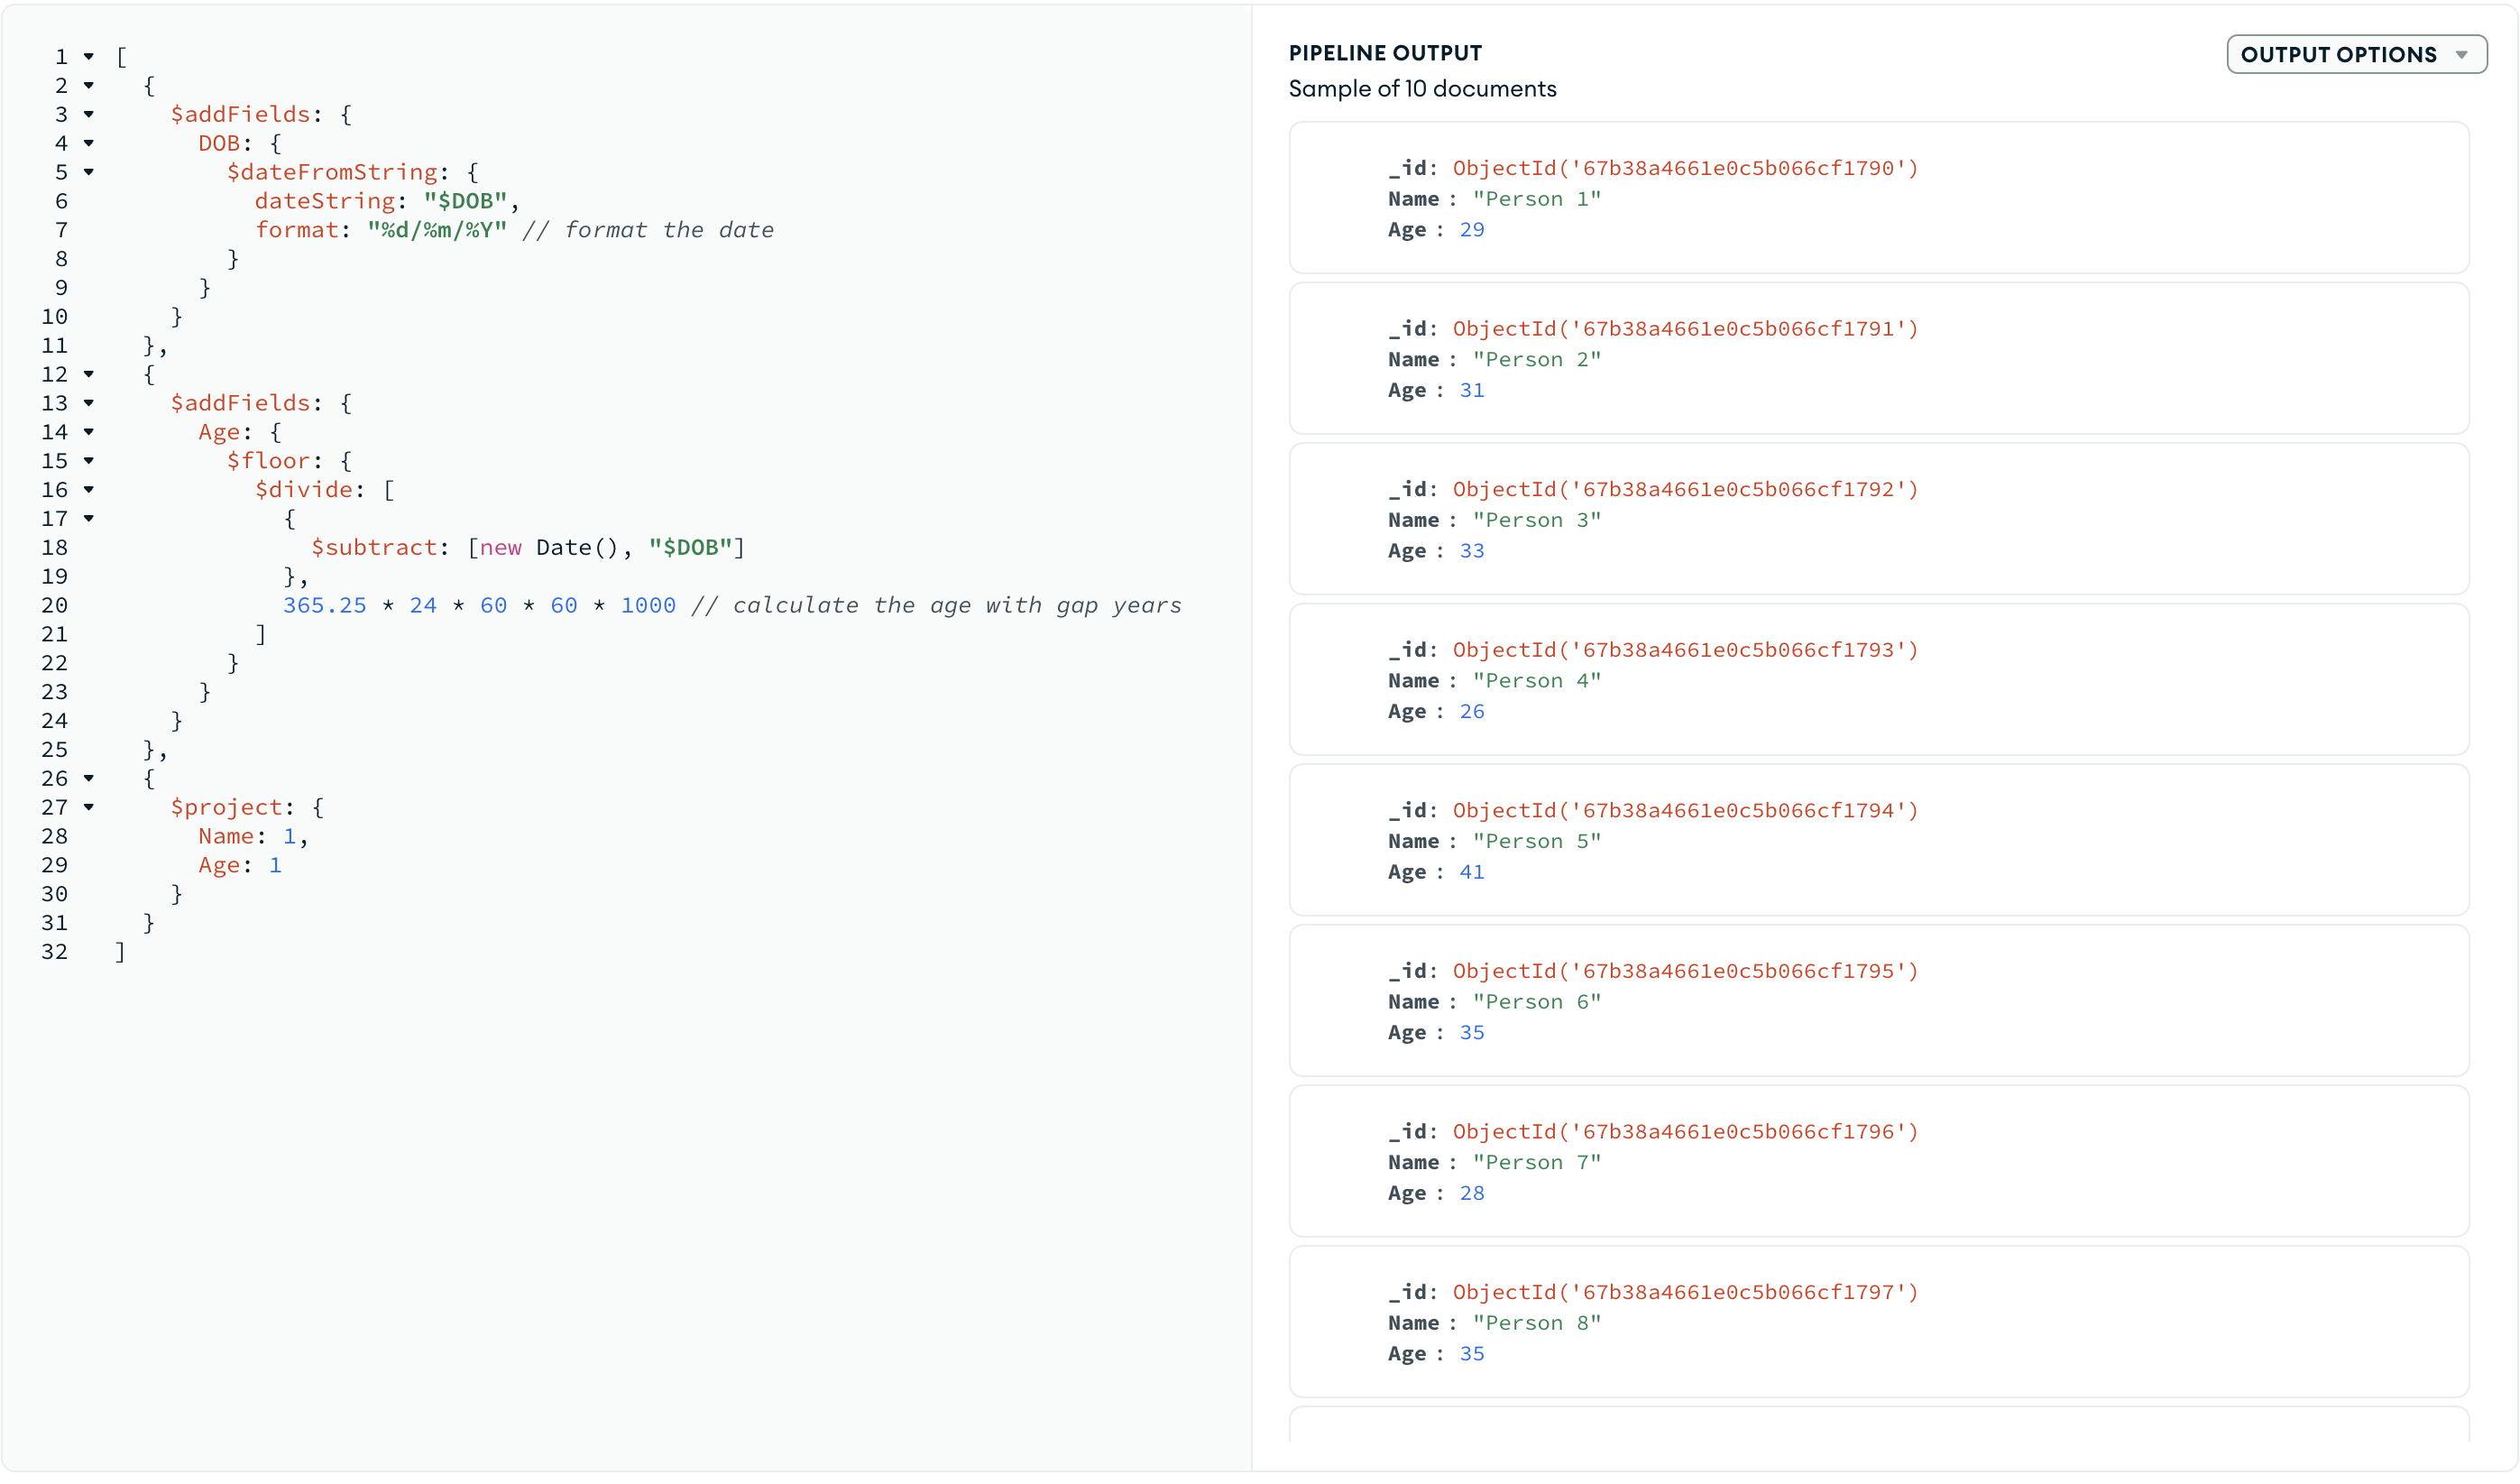 1 [
2 {
3 $addFields: {
4 DOB: {
5 $dateFromString: {
6 dateString: "$DOB",
7 format: "%d/%m/%Y" // format the date
8 }
9 }
10 }
11 },
12 {
13 $addFields: {
14 Age: {
15 $floor: {
16 $divide: [
17 {
18 $subtract: [new Date(), "$DOB"]
19 },
20 365.25 * 24 * 60 * 60 * 1000 // calculate the age with gap years
21 ]
22 }
23 }
24 }
25 },
26 {
27 $project: {
28 Name: 1,
29 Age: 1
30 }
31 }
32 ]
PIPELINE OUTPUT
OUTPUT OPTIONS
Sample of 10 documents
_id: ObjectId('67b38a4661e0c5b066cf1790')
Name : "Person 1"
Age : 29
_id: ObjectId('67b38a4661e0c5b066cf1791')
Name : "Person 2"
Age : 31
_id: ObjectId('67b38a4661e0c5b066cf1792')
Name : "Person 3"
Age : 33
_id: ObjectId('67b38a4661e0c5b066cf1793')
Name : "Person 4"
Age : 26
_id: ObjectId('67b38a4661e0c5b066cf1794')
Name : "Person 5"
Age : 41
_id: ObjectId('67b38a4661e0c5b066cf1795')
Name : "Person 6"
Age : 35
_id: ObjectId('67b38a4661e0c5b066cf1796')
Name : "Person 7"
Age : 28
_id: ObjectId('67b38a4661e0c5b066cf1797')
Name : "Person 8"
Age : 35